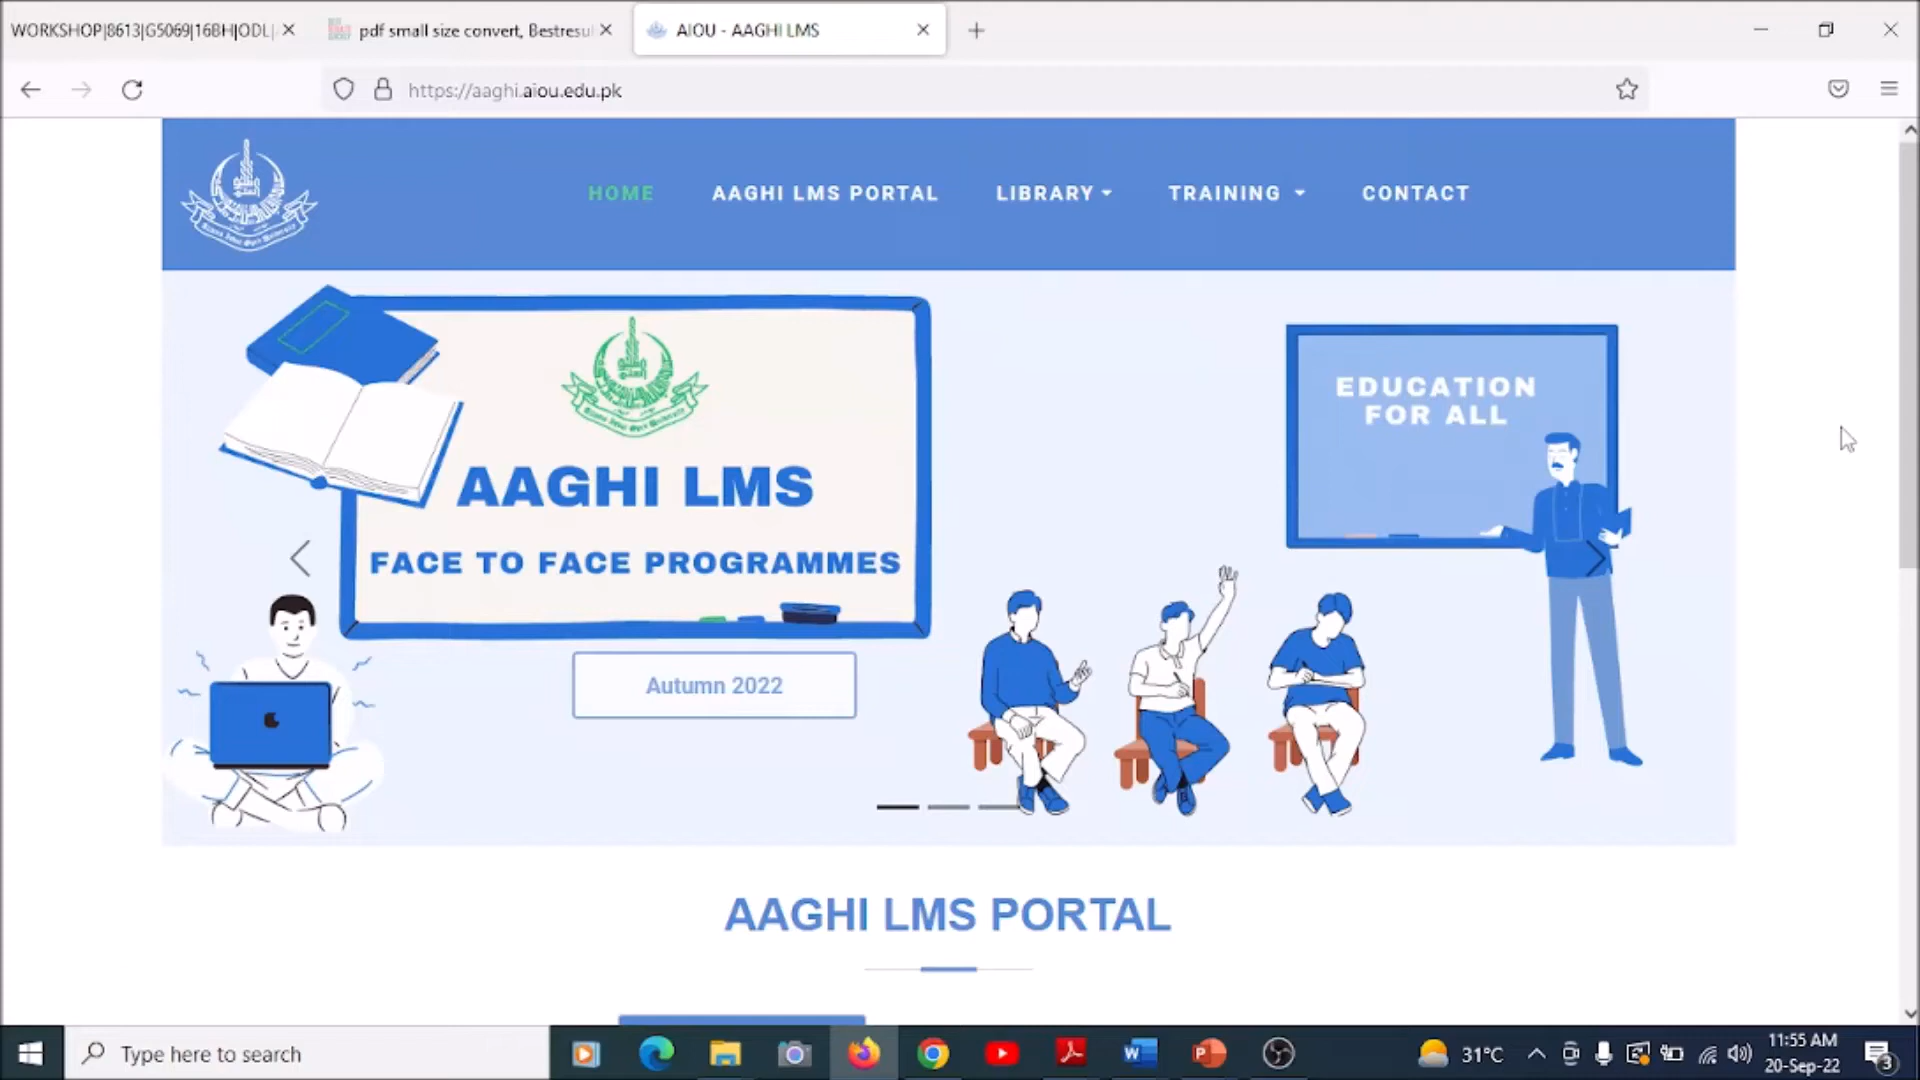 WORKSHOP|8613|G5069|16BH|ODL|
pdf small size convert, Bestresul
AIOU - AAGHI LMS
https://aaghi.aiou.edu.pk
HOME
AAGHI LMS PORTAL
LIBRARY
TRAINING
CONTACT
AAGHI LMS
FACE TO FACE PROGRAMMES
EDUCATION
FOR ALL
Autumn 2022
AAGHI LMS PORTAL
Type here to search
31°C
11:55 AM
20-Sep-22
3